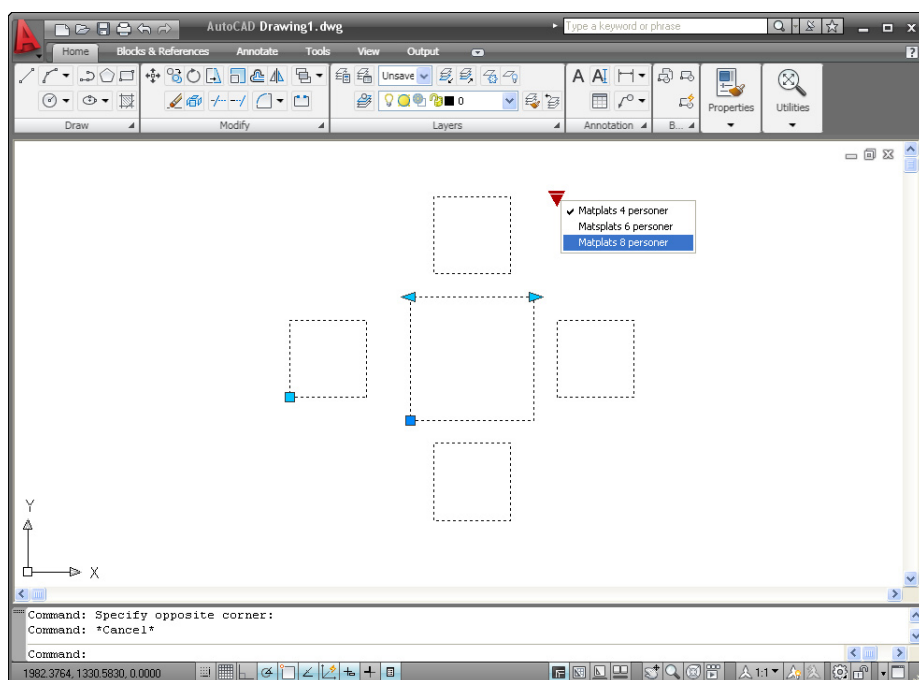 AutoCAD Drawing1.dwg
Type a keyword or phrase
Home Blocks & References Annotate Tools View Output
Unsave
0
Properties
Utilities
Draw
Modify
Layers
Annotation
B...
Matplats 4 personer
Matsplats 6 personer
Matplats 8 personer
Y
X
Command: Specify opposite corner:
Command: *Cancel*
Command:
1982.3764, 1330.5830, 0.0000
1:1